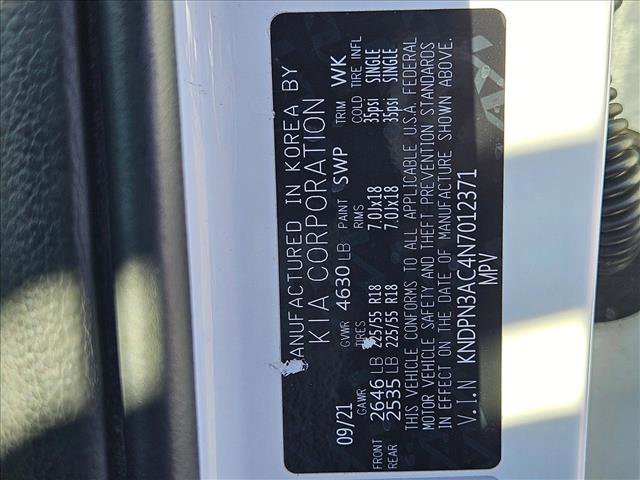 MANUFACTURED IN KOREA BY
KIA CORPORATION
09/21 GVWR 4630 LB PAINT SWP TRIM WK
GAWR TIRES RIMS COLD TIRE INFL
FRONT 2646 LB 225/55 R18 7.0Jx18 35psi SINGLE
REAR 2535 LB 225/55 R18 7.0Jx18 35psi SINGLE
THIS VEHICLE CONFORMS TO ALL APPLICABLE U.S.A. FEDERAL
MOTOR VEHICLE SAFETY AND THEFT PREVENTION STANDARDS
IN EFFECT ON THE DATE OF MANUFACTURE SHOWN ABOVE.
V.I.N KNDPN3AC4N7012371
MPV